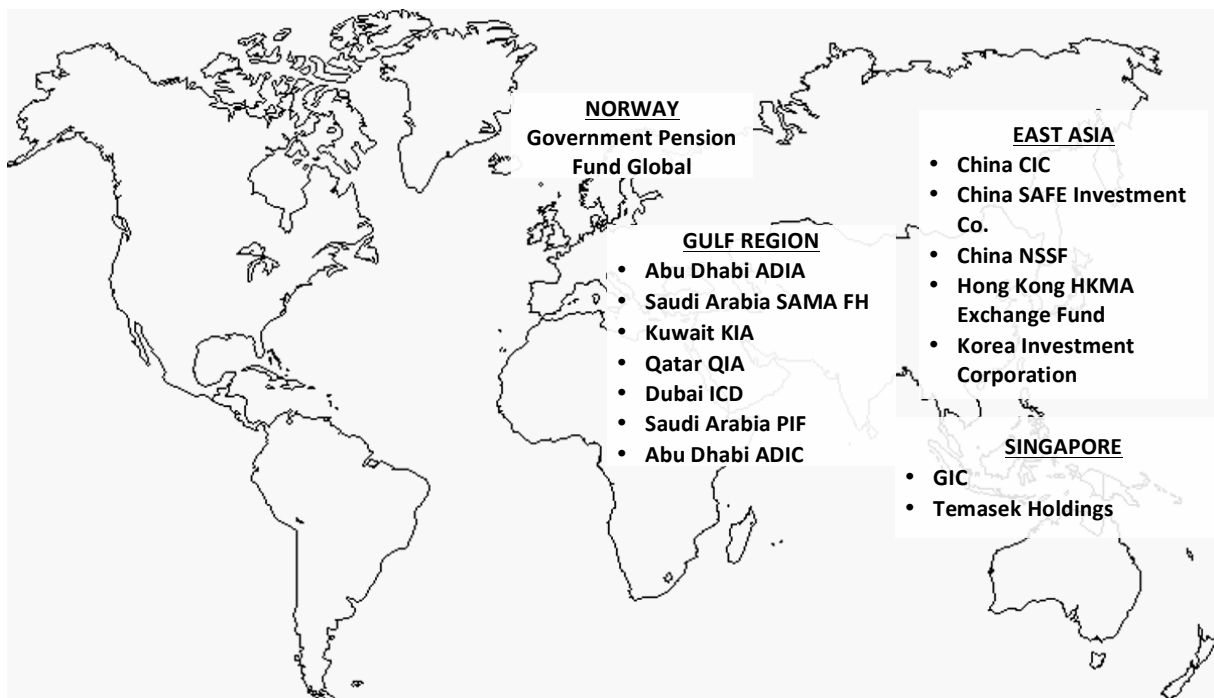 NORWAY
Government Pension
Fund Global
EAST ASIA
• China CIC
• China SAFE Investment
Co.
• China NSSF
• Hong Kong HKMA
Exchange Fund
• Korea Investment
Corporation
GULF REGION
• Abu Dhabi ADIA
• Saudi Arabia SAMA FH
• Kuwait KIA
• Qatar QIA
• Dubai ICD
• Saudi Arabia PIF
• Abu Dhabi ADIC
SINGAPORE
• GIC
• Temasek Holdings